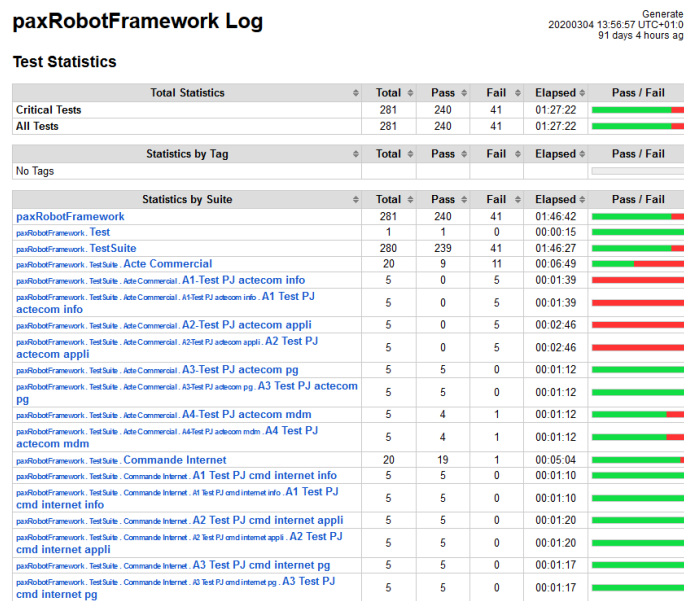 paxRobotFramework Log
Generate
20200304 13:56:57 UTC+01:0
91 days 4 hours ag
Test Statistics
Total Statistics Total Pass Fail Elapsed Pass / Fail
Critical Tests 281 240 41 01:27:22
All Tests 281 240 41 01:27:22
Statistics by Tag Total Pass Fail Elapsed Pass / Fail
No Tags
Statistics by Suite Total Pass Fail Elapsed Pass / Fail
paxRobotFramework 281 240 41 01:46:42
paxRobotFramework . Test 1 1 0 00:00:15
paxRobotFramework . TestSuite 280 239 41 01:46:27
paxRobotFramework . TestSuite . Acte Commercial 20 9 11 00:06:49
paxRobotFramework . TestSuite . Acte Commercial . A1-Test PJ actecom info 5 0 5 00:01:39
paxRobotFramework . TestSuite . Acte Commercial . A1-Test PJ actecom info . A1 Test PJ
actecom info 5 0 5 00:01:39
paxRobotFramework . TestSuite . Acte Commercial . A2-Test PJ actecom appli 5 0 5 00:02:46
paxRobotFramework . TestSuite . Acte Commercial . A2-Test PJ actecom appli . A2 Test PJ
actecom appli 5 0 5 00:02:46
paxRobotFramework . TestSuite . Acte Commercial . A3-Test PJ actecom pg 5 5 0 00:01:12
paxRobotFramework . TestSuite . Acte Commercial . A3-Test PJ actecom pg . A3 Test PJ actecom
pg 5 5 0 00:01:12
paxRobotFramework . TestSuite . Acte Commercial . A4-Test PJ actecom mdm 5 4 1 00:01:12
paxRobotFramework . TestSuite . Acte Commercial . A4-Test PJ actecom mdm . A4 Test PJ
actecom mdm 5 4 1 00:01:12
paxRobotFramework . TestSuite . Commande Internet 20 19 1 00:05:04
paxRobotFramework . TestSuite . Commande Internet . A1 Test PJ cmd internet info 5 5 0 00:01:10
paxRobotFramework . TestSuite . Commande Internet . A1 Test PJ cmd internet info . A1 Test PJ
cmd internet info 5 5 0 00:01:10
paxRobotFramework . TestSuite . Commande Internet . A2 Test PJ cmd internet appli 5 5 0 00:01:20
paxRobotFramework . TestSuite . Commande Internet . A2 Test PJ cmd internet appli . A2 Test PJ
cmd internet appli 5 5 0 00:01:20
paxRobotFramework . TestSuite . Commande Internet . A3 Test PJ cmd internet pg 5 5 0 00:01:17
paxRobotFramework . TestSuite . Commande Internet . A3 Test PJ cmd internet pg . A3 Test PJ
cmd internet pg 5 5 0 00:01:17